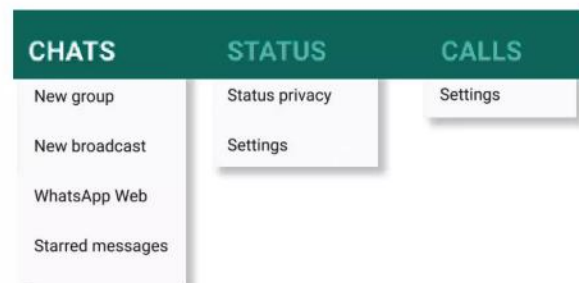 CHATS
STATUS
CALLS
New group
New broadcast
WhatsApp Web
Starred messages
Status privacy
Settings
Settings